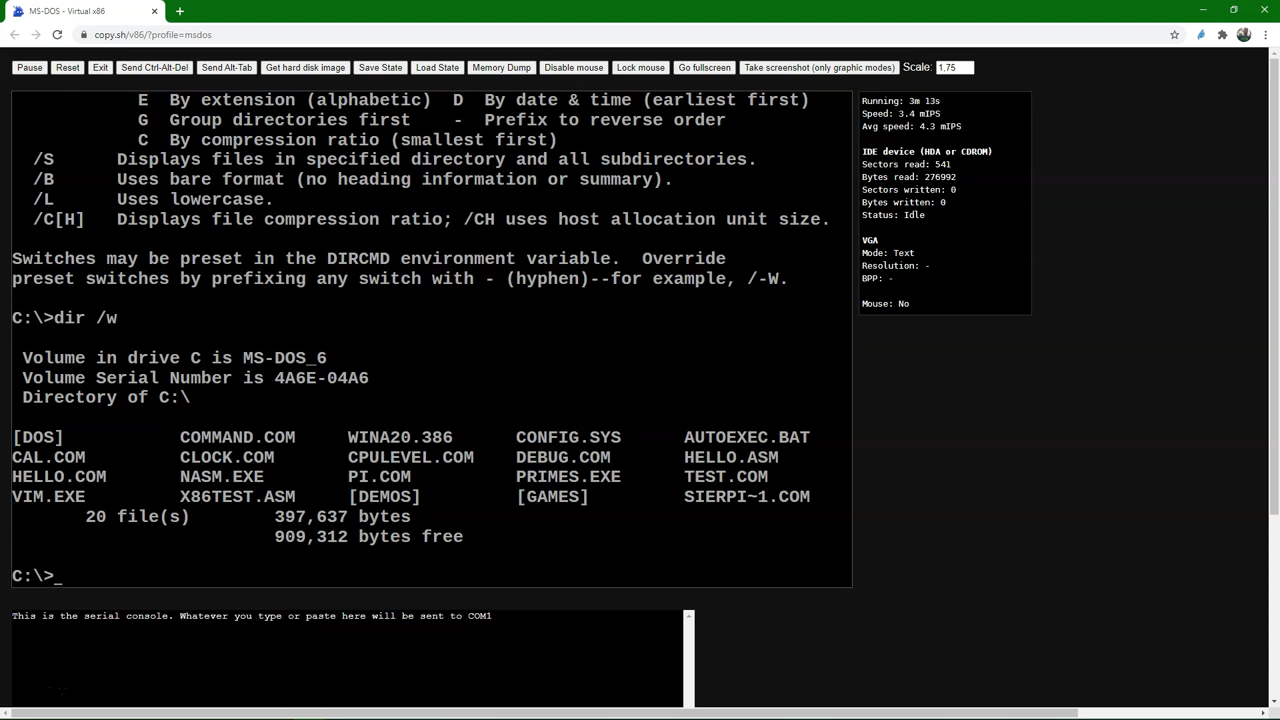 MS-DOS - Virtual x86
copy.sh/v86/?profile=msdos
Pause Reset Exit Send Ctrl-Alt-Del Send Alt-Tab Get hard disk image Save State Load State Memory Dump Disable mouse Lock mouse Go fullscreen Take screenshot (only graphic modes) Scale: 1,75
E By extension (alphabetic) D By date & time (earliest first)
G Group directories first - Prefix to reverse order
C By compression ratio (smallest first)
/S Displays files in specified directory and all subdirectories.
/B Uses bare format (no heading information or summary).
/L Uses lowercase.
/C[H] Displays file compression ratio; /CH uses host allocation unit size.
Switches may be preset in the DIRCMD environment variable. Override
preset switches by prefixing any switch with - (hyphen)--for example, /-W.
C:\>dir /w
Volume in drive C is MS-DOS_6
Volume Serial Number is 4A6E-04A6
Directory of C:\
[DOS] COMMAND.COM WINA20.386 CONFIG.SYS AUTOEXEC.BAT
CAL.COM CLOCK.COM CPULEVEL.COM DEBUG.COM HELLO.ASM
HELLO.COM NASM.EXE PI.COM PRIMES.EXE TEST.COM
VIM.EXE X86TEST.ASM [DEMOS] [GAMES] SIERPI~1.COM
20 file(s) 397,637 bytes
909,312 bytes free
C:\>_
Running: 3m 13s
Speed: 3.4 mIPS
Avg speed: 4.3 mIPS
IDE device (HDA or CDROM)
Sectors read: 541
Bytes read: 276992
Sectors written: 0
Bytes written: 0
Status: Idle
VGA
Mode: Text
Resolution: -
BPP: -
Mouse: No
This is the serial console. Whatever you type or paste here will be sent to COM1